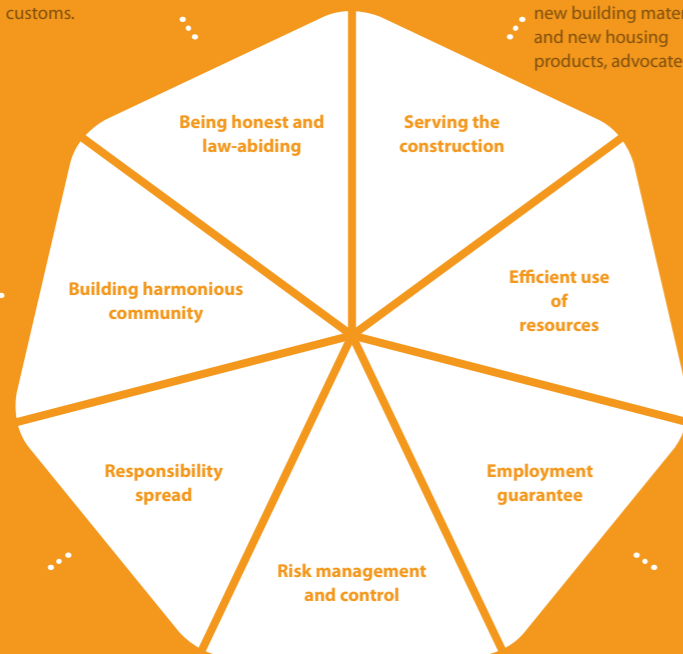 customs.
new building mater
and new housing
products, advocate
Being honest and
law-abiding
Serving the
construction
Building harmonious
community
Efficient use
of
resources
Responsibility
spread
Employment
guarantee
Risk management
and control